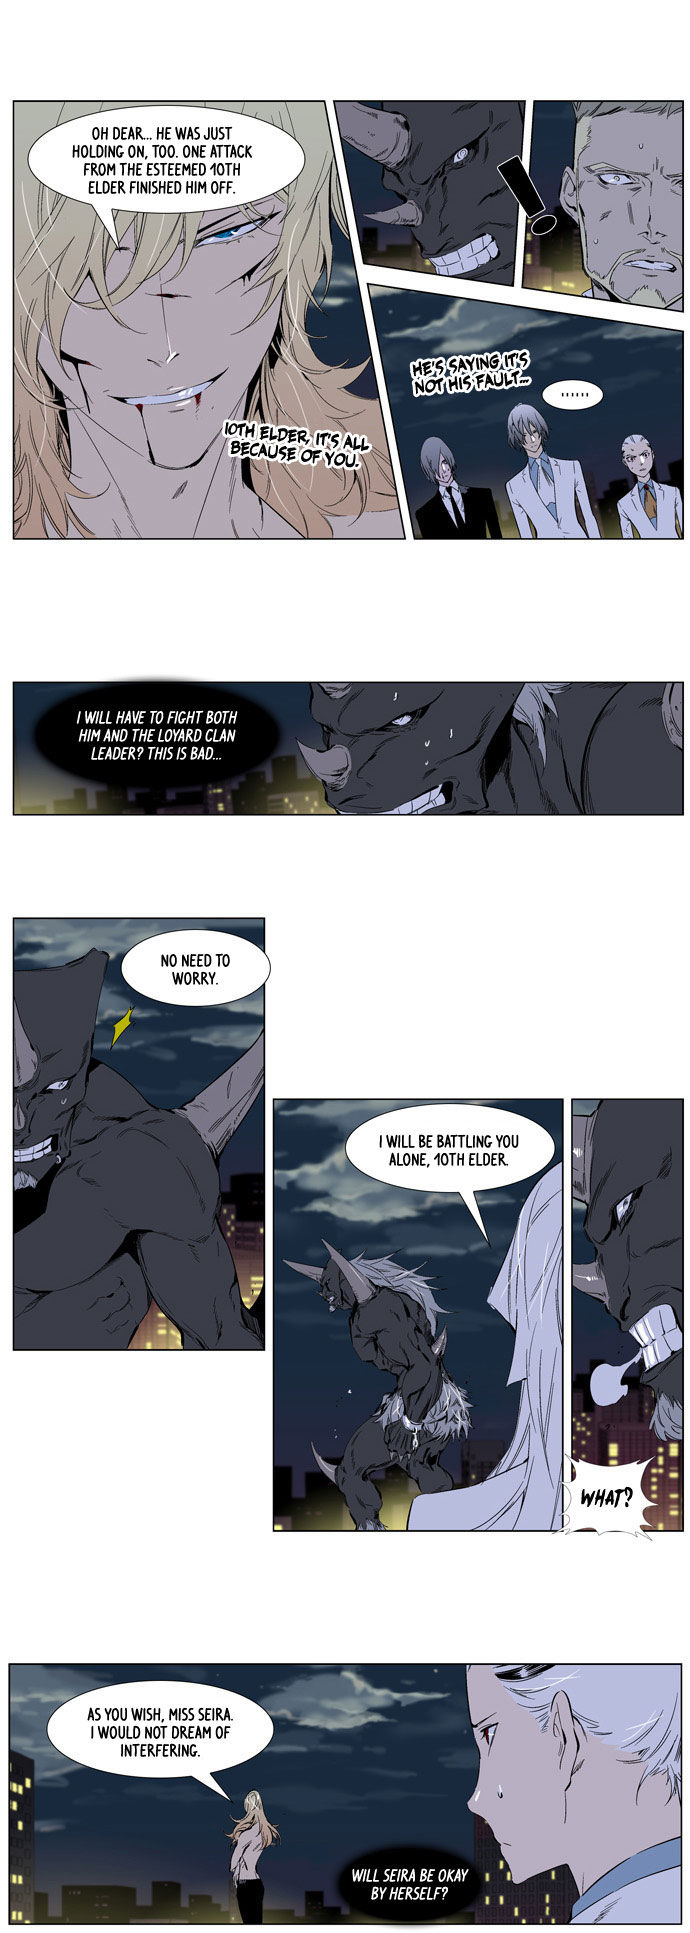 OH DEAR... HE WAS JUST
HOLDING ON, TOO. ONE ATTACK
FROM THE ESTEEMED 10TH
ELDER FINISHED HIM OFF.
!
10TH ELDER, IT'S ALL
BECAUSE OF YOU.
HE'S SAYING IT'S
NOT HIS FAULT...
......
I WILL HAVE TO FIGHT BOTH
HIM AND THE LOYARD CLAN
LEADER? THIS IS BAD...
NO NEED TO
WORRY.
I WILL BE BATTLING YOU
ALONE, 10TH ELDER.
WHAT?
AS YOU WISH, MISS SEIRA.
I WOULD NOT DREAM OF
INTERFERING.
WILL SEIRA BE OKAY
BY HERSELF?